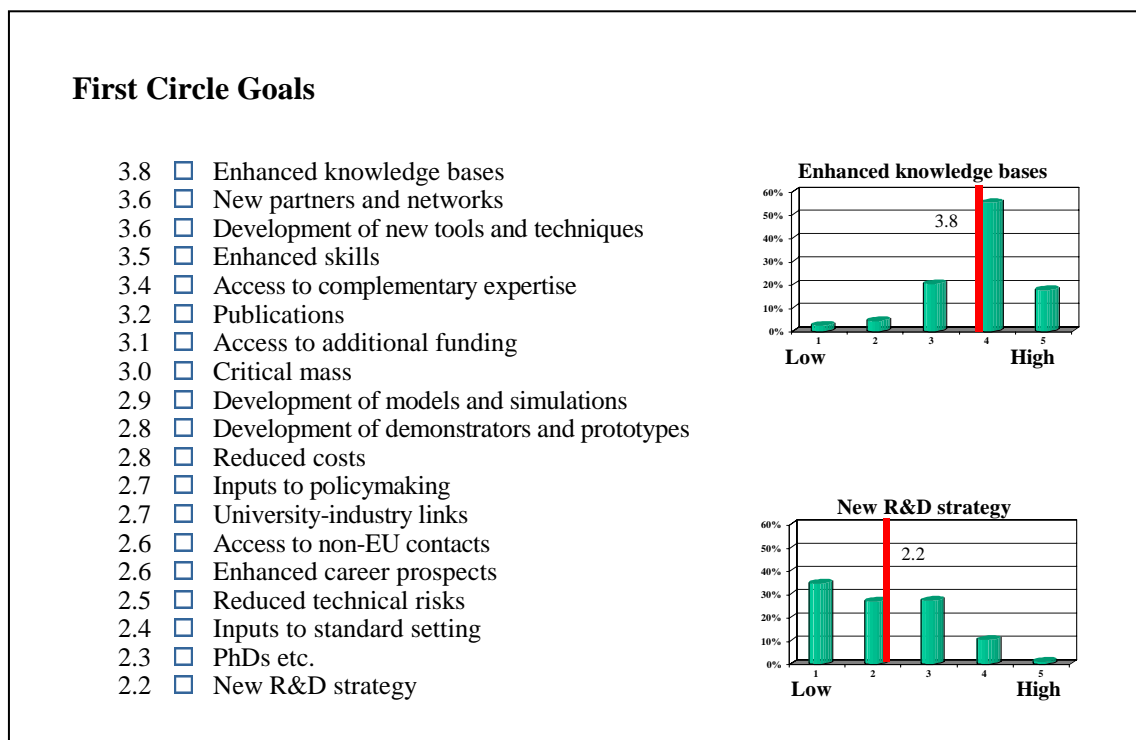 First Circle Goals
3.8 □ Enhanced knowledge bases
3.6 □ New partners and networks
3.6 □ Development of new tools and techniques
3.5 □ Enhanced skills
3.4 □ Access to complementary expertise
3.2 □ Publications
3.1 □ Access to additional funding
3.0 □ Critical mass
2.9 □ Development of models and simulations
2.8 □ Development of demonstrators and prototypes
2.8 □ Reduced costs
2.7 □ Inputs to policymaking
2.7 □ University-industry links
2.6 □ Access to non-EU contacts
2.6 □ Enhanced career prospects
2.5 □ Reduced technical risks
2.4 □ Inputs to standard setting
2.3 □ PhDs etc.
2.2 □ New R&D strategy
Enhanced knowledge bases
60%
50%
40%
30%
20%
10%
0%
3.8
1 2 3 4 5
Low High
New R&D strategy
60%
50%
40%
30%
20%
10%
0%
2.2
1 2 3 4 5
Low High